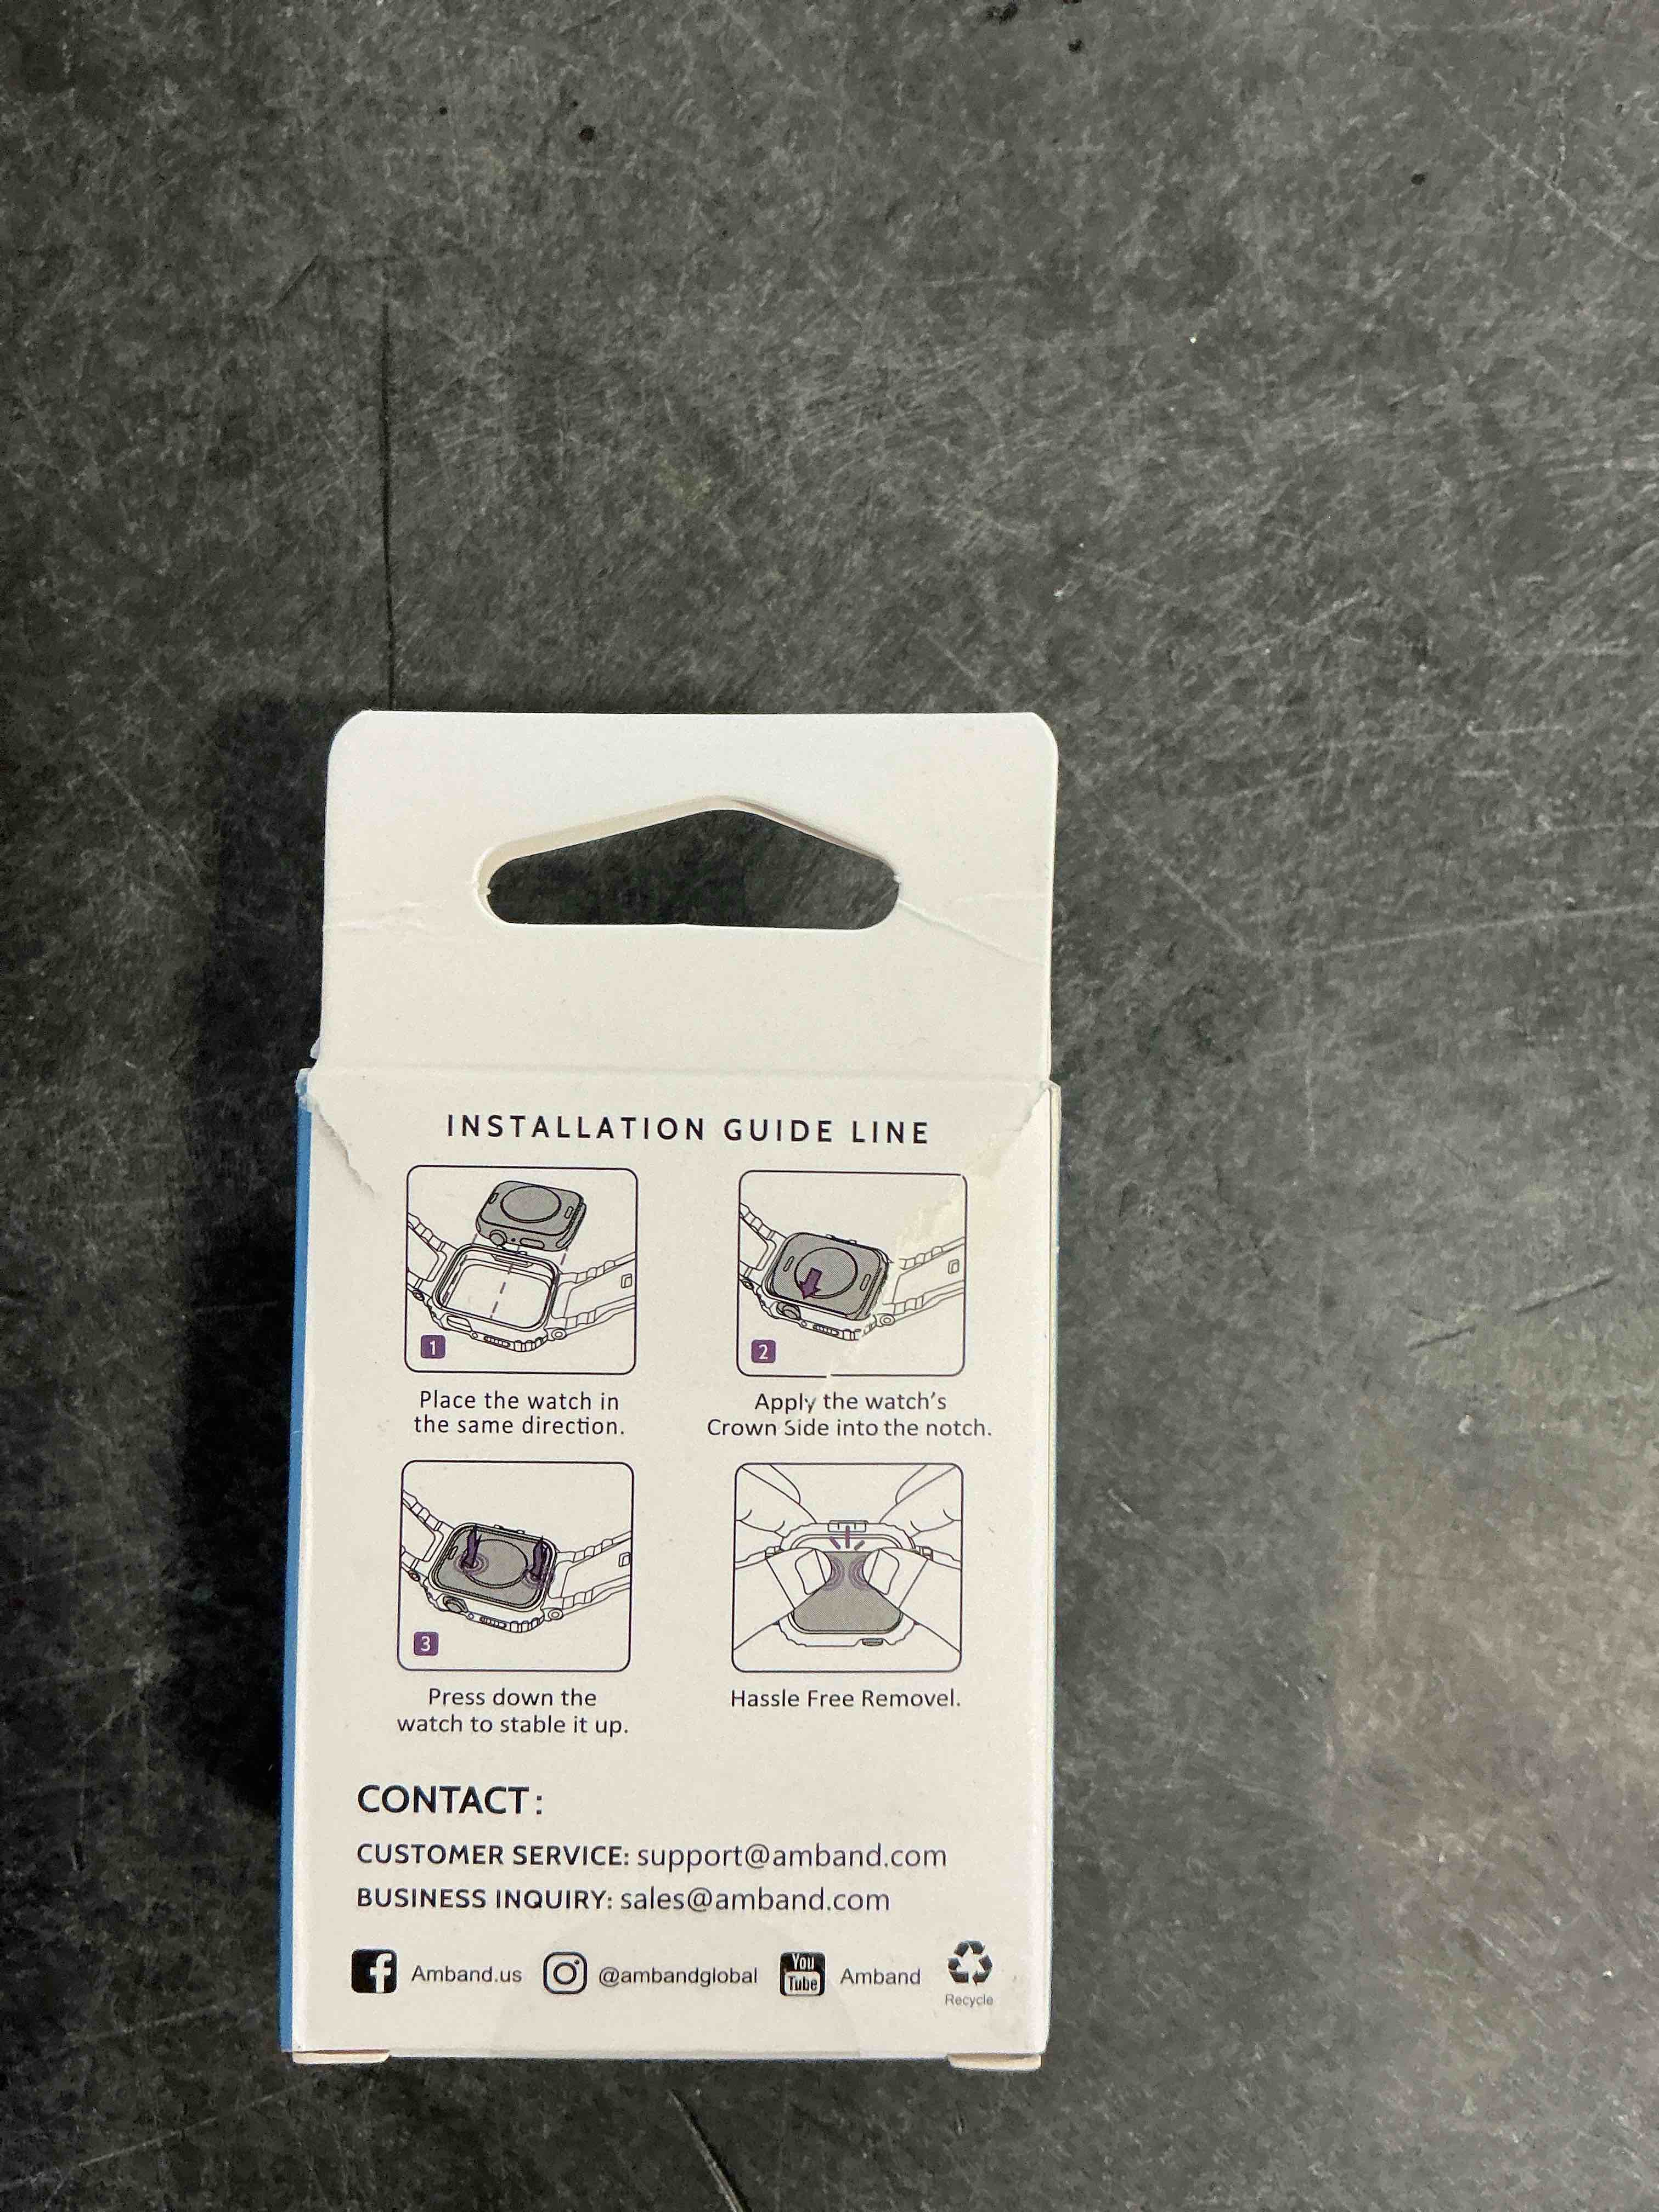 INSTALLATION GUIDE LINE
1
2
Place the watch in
the same direction.
Apply the watch's
Crown Side into the notch.
3
Press down the
watch to stable it up.
Hassle Free Removel.
CONTACT:
CUSTOMER SERVICE: support@amband.com
BUSINESS INQUIRY: sales@amband.com
f Amband.us @ambandglobal You Tube Amband
Recycle